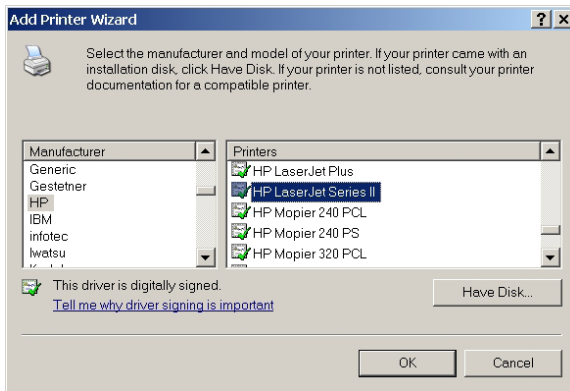 Add Printer Wizard
Select the manufacturer and model of your printer. If your printer came with an
installation disk, click Have Disk. If your printer is not listed, consult your printer
documentation for a compatible printer.
Manufacturer
Generic
Gestetner
HP
IBM
infotec
Iwatsu
Printers
HP LaserJet Plus
HP LaserJet Series II
HP Mopier 240 PCL
HP Mopier 240 PS
HP Mopier 320 PCL
This driver is digitally signed.
Tell me why driver signing is important
Have Disk...
OK
Cancel